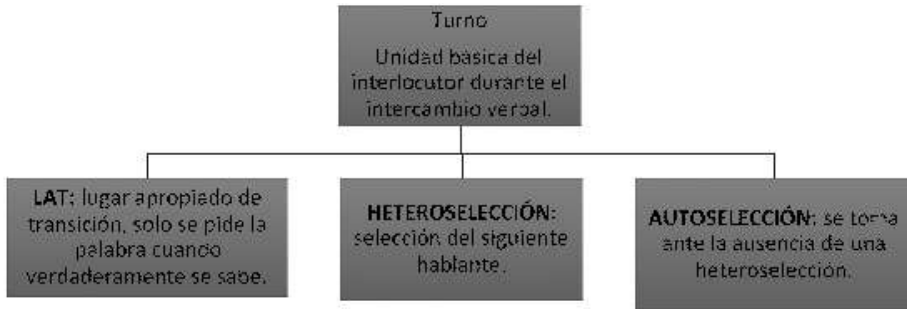 Turno
Unidad básica del
interlocutor durante el
intercambio verbal.
LAT: lugar apropiado de
transición, solo se pide la
palabra cuando
verdaderamente se sabe.
HETEROSELECCIÓN:
selección del siguiente
hablante.
AUTOSELECCIÓN: se toma
ante la ausencia de una
heteroselección.